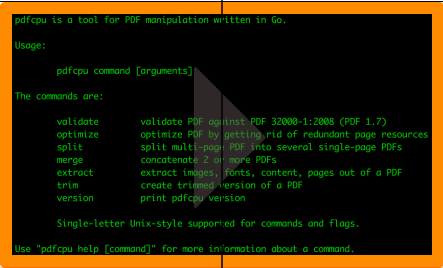 pdfcpu is a tool for PDF manipulation written in Go.
Usage:
pdfcpu command [arguments]
The commands are:
validate validate PDF against PDF 32000-1:2008 (PDF 1.7)
optimize optimize PDF by getting rid of redundant page resources
split split multi-page PDF into several single-page PDFs
merge concatenate 2 or more PDFs
extract extract images, fonts, content, pages out of a PDF
trim create trimmed version of a PDF
version print pdfcpu version
Single-letter Unix-style supported for commands and flags.
Use "pdfcpu help [command]" for more information about a command.